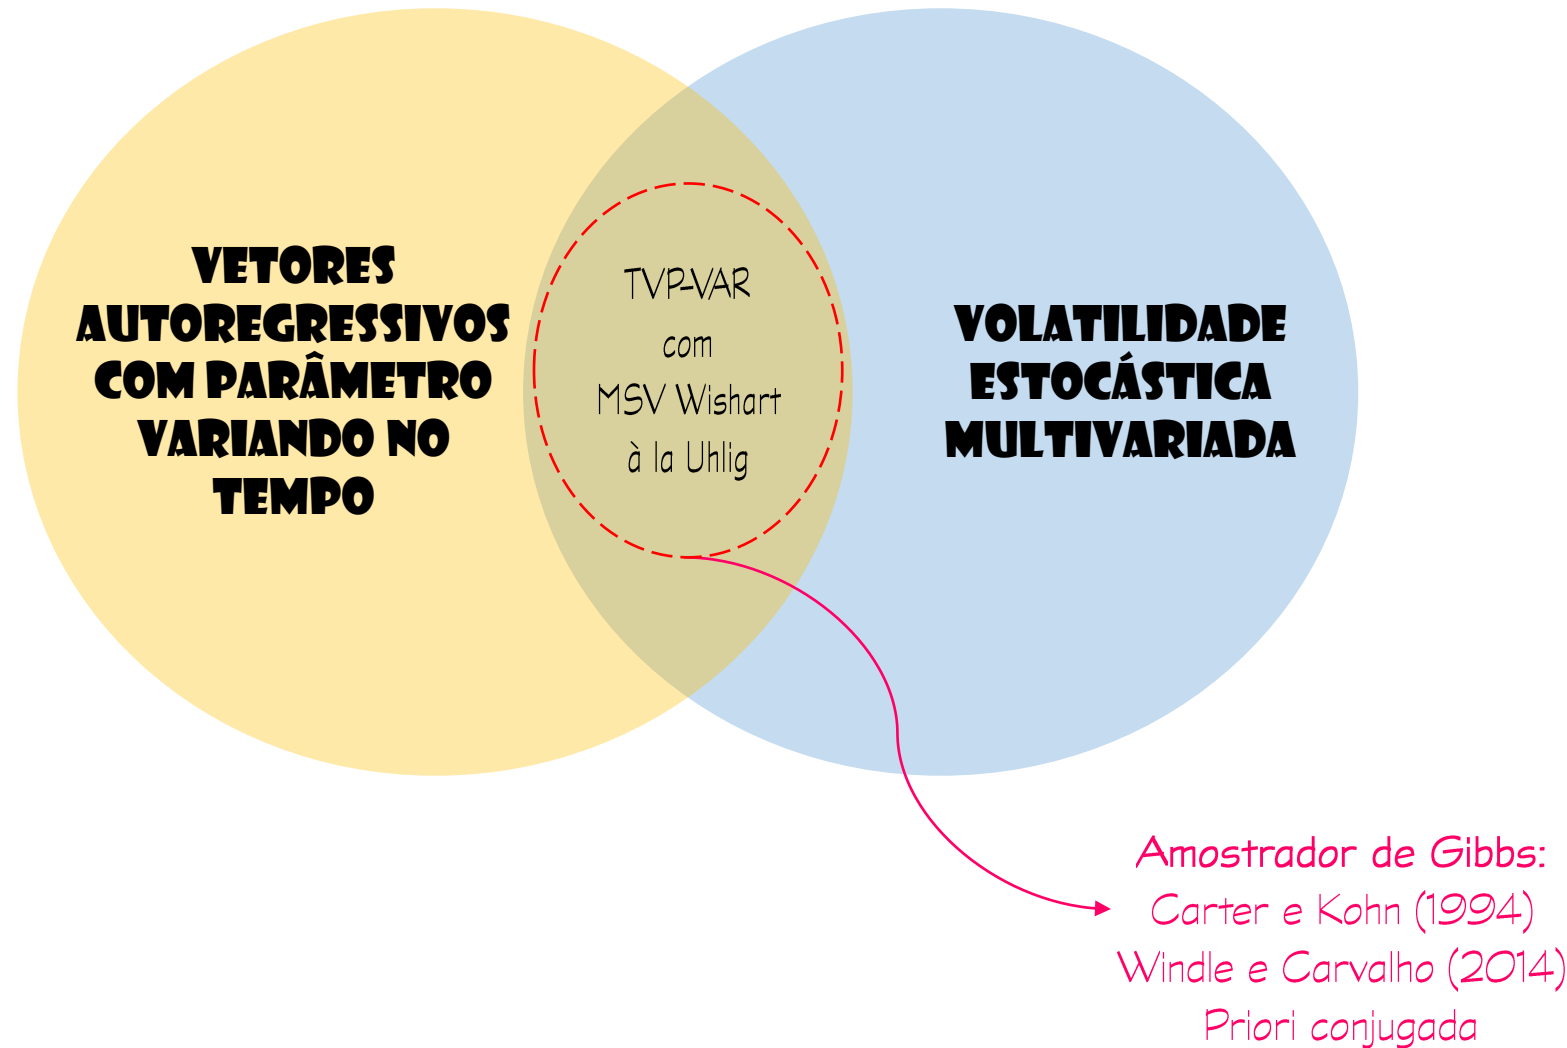 VETORES
AUTOREGRESSIVOS
COM PARÂMETRO
VARIANDO NO
TEMPO
TVP-VAR
com
MSV Wishart
à la Uhlig
VOLATILIDADE
ESTOCÁSTICA
MULTIVARIADA
Amostrador de Gibbs:
Carter e Kohn (1994)
Windle e Carvalho (2014)
Priori conjugada